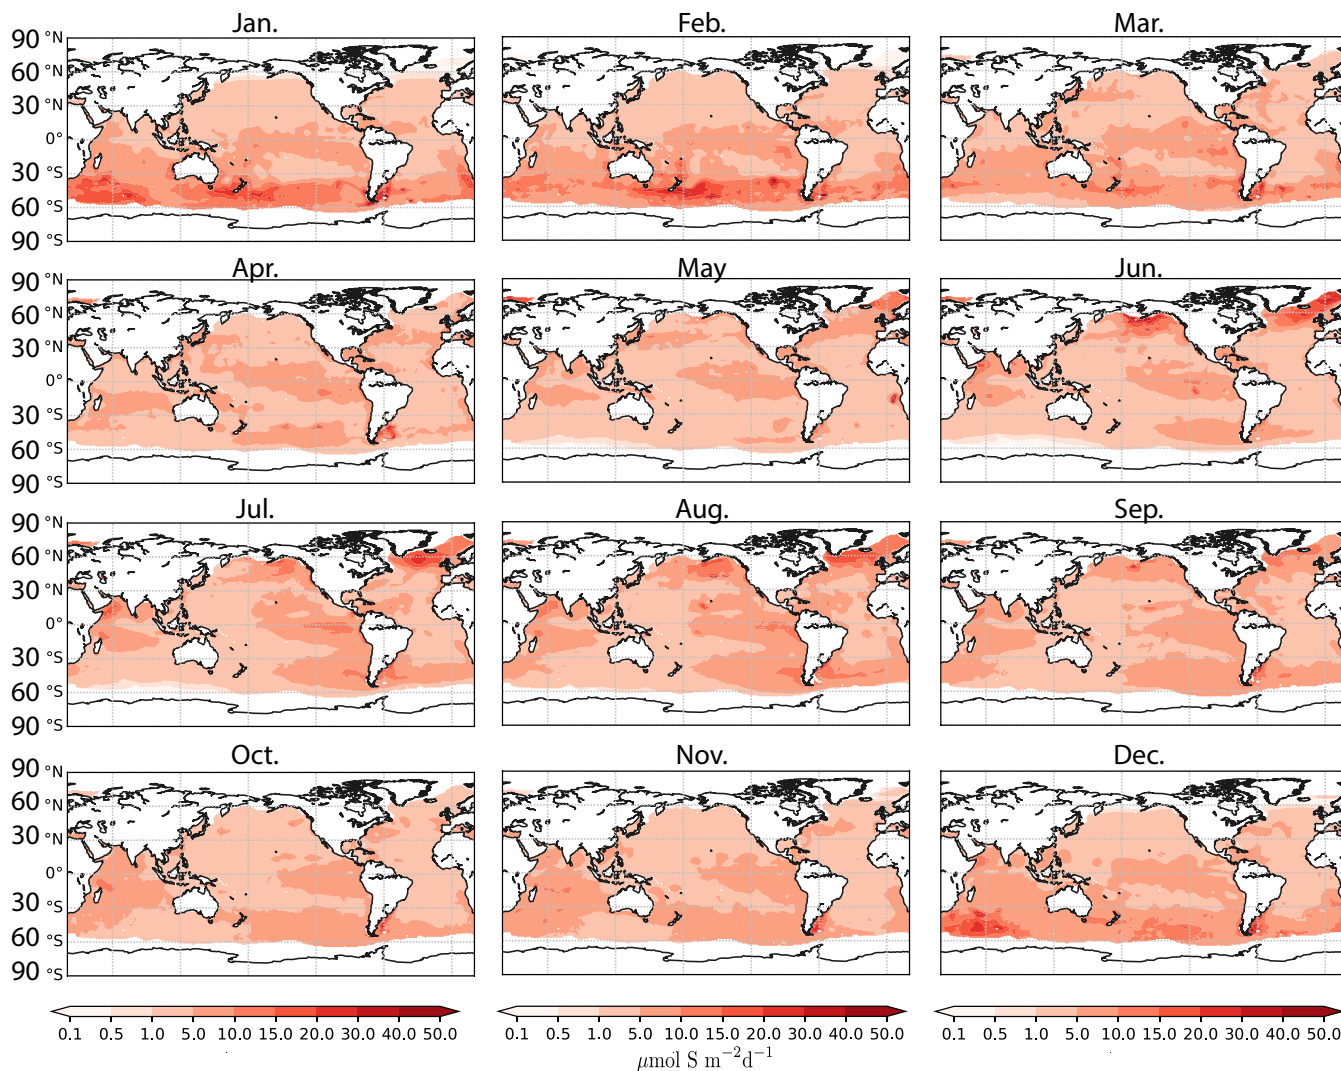 Jan. Feb. Mar.
90 °N
60 °N
30 °N
0°
30 °S
60 °S
90 °S
Apr. May Jun.
90 °N
60 °N
30 °N
0°
30 °S
60 °S
90 °S
Jul. Aug. Sep.
90 °N
60 °N
30 °N
0°
30 °S
60 °S
90 °S
Oct. Nov. Dec.
90 °N
60 °N
30 °N
0°
30 °S
60 °S
90 °S
0.1 0.5 1.0 5.0 10.0 15.0 20.0 30.0 40.0 50.0 0.1 0.5 1.0 5.0 10.0 15.0 20.0 30.0 40.0 50.0 0.1 0.5 1.0 5.0 10.0 15.0 20.0 30.0 40.0 50.0
μmol S m⁻²d⁻¹